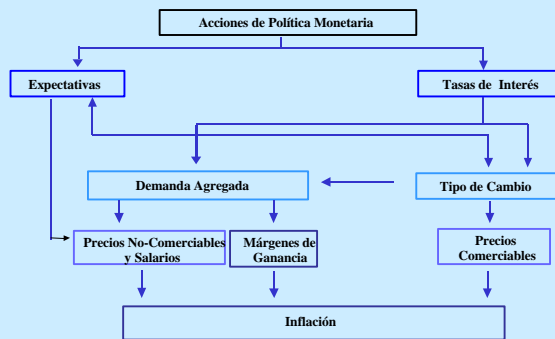 Acciones de Política Monetaria
Expectativas
Tasas de Interés
Demanda Agregada
Tipo de Cambio
Precios No-Comerciables
y Salarios
Márgenes de
Ganancia
Precios
Comerciables
Inflación